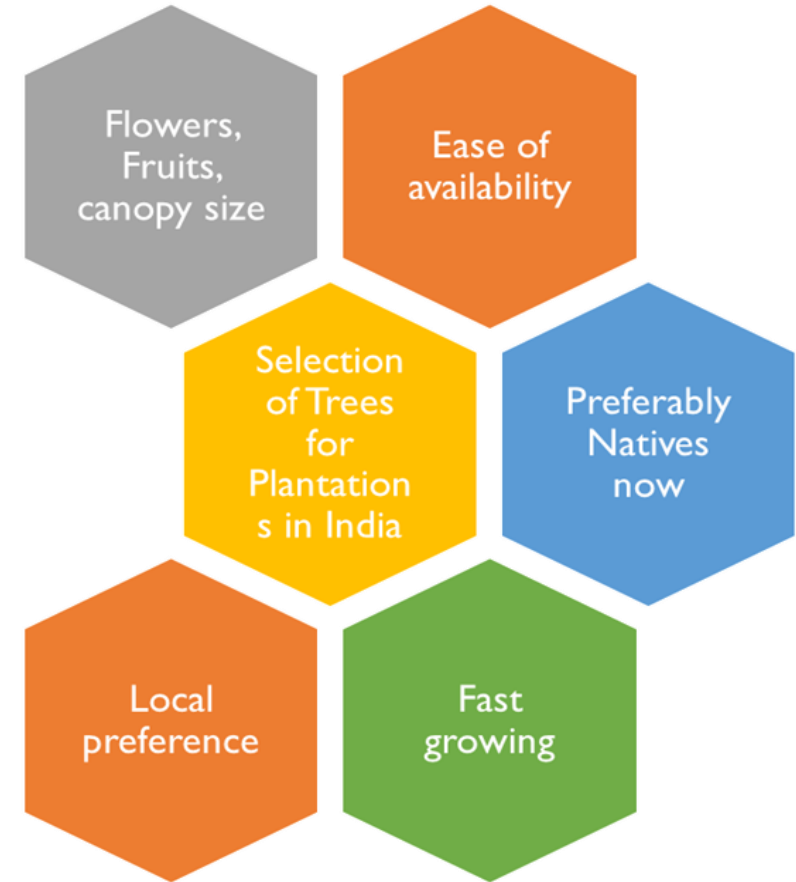 Flowers,
Fruits,
canopy size
Ease of
availability
Selection
of Trees
for
Plantation
s in India
Preferably
Natives
now
Local
preference
Fast
growing